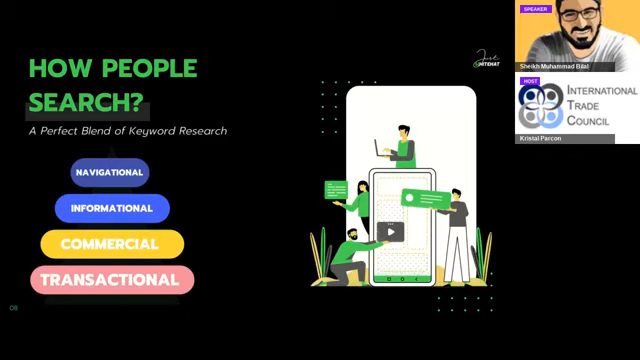 HOW PEOPLE
SEARCH?
A Perfect Blend of Keyword Research
NAVIGATIONAL
INFORMATIONAL
COMMERCIAL
TRANSACTIONAL
08
Just
SPEAKER
Sheikh Muhammad Bilal
HOST
INTERNATIONAL
TRADE
COUNCIL
Kristal Parcon